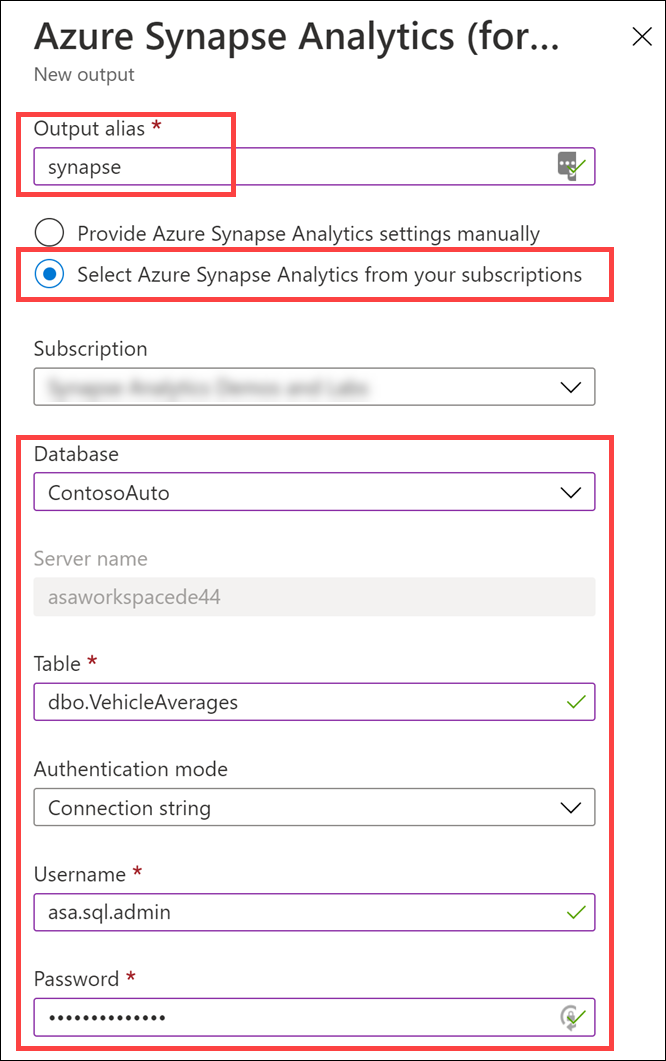 Azure Synapse Analytics (for...
New output
Output alias *
synapse
Provide Azure Synapse Analytics settings manually
Select Azure Synapse Analytics from your subscriptions
Subscription
Database
ContosoAuto
Server name
asaworkspacede44
Table *
dbo.VehicleAverages
Authentication mode
Connection string
Username *
asa.sql.admin
Password *
••••••••••••••